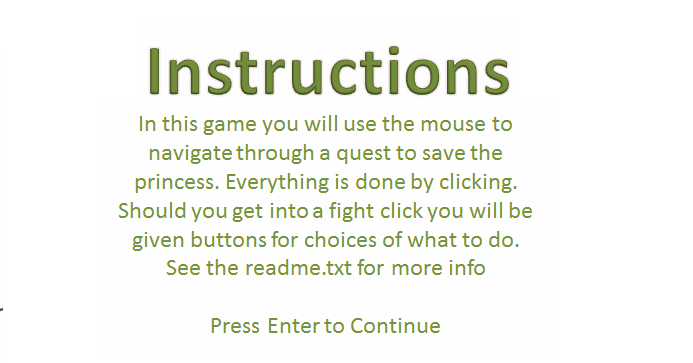 Instructions
In this game you will use the mouse to
navigate through a quest to save the
princess. Everything is done by clicking.
Should you get into a fight click you will be
given buttons for choices of what to do.
See the readme.txt for more info
Press Enter to Continue